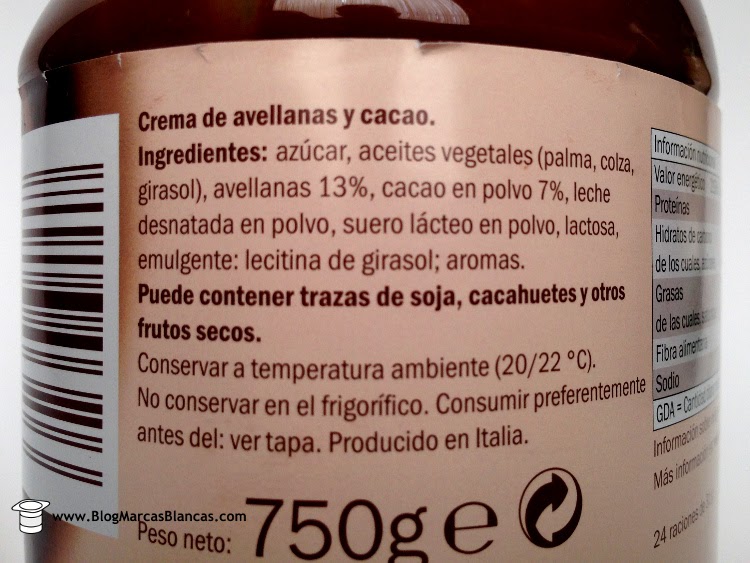 Crema de avellanas y cacao.
Ingredientes: azúcar, aceites vegetales (palma, colza,
girasol), avellanas 13%, cacao en polvo 7%, leche
desnatada en polvo, suero lácteo en polvo, lactosa,
emulgente: lecitina de girasol; aromas.
Puede contener trazas de soja, cacahuetes y otros
frutos secos.
Conservar a temperatura ambiente (20/22 °C).
No conservar en el frigorífico. Consumir preferentemente
antes del: ver tapa. Producido en Italia.
Peso neto: 750g e
www.BlogMarcasBlancas.com
Información
Valor
Proteínas
Hidratos de
de los cuales,
Grasas
de las cuales,
Fibra
Sodio
GDA =
Información
Más
24 raciones de